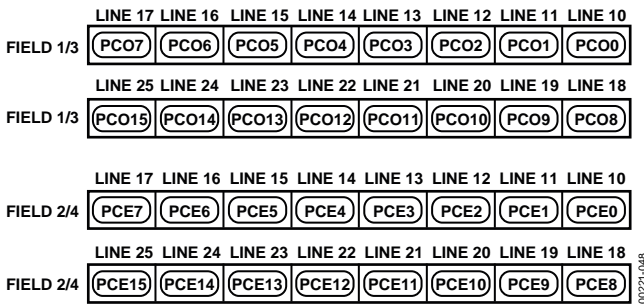 LINE 17 LINE 16 LINE 15 LINE 14 LINE 13 LINE 12 LINE 11 LINE 10
FIELD 1/3 PCO7 PCO6 PCO5 PCO4 PCO3 PCO2 PCO1 PCO0
LINE 25 LINE 24 LINE 23 LINE 22 LINE 21 LINE 20 LINE 19 LINE 18
FIELD 1/3 PCO15 PCO14 PCO13 PCO12 PCO11 PCO10 PCO9 PCO8
LINE 17 LINE 16 LINE 15 LINE 14 LINE 13 LINE 12 LINE 11 LINE 10
FIELD 2/4 PCE7 PCE6 PCE5 PCE4 PCE3 PCE2 PCE1 PCE0
LINE 25 LINE 24 LINE 23 LINE 22 LINE 21 LINE 20 LINE 19 LINE 18
FIELD 2/4 PCE15 PCE14 PCE13 PCE12 PCE11 PCE10 PCE9 PCE8